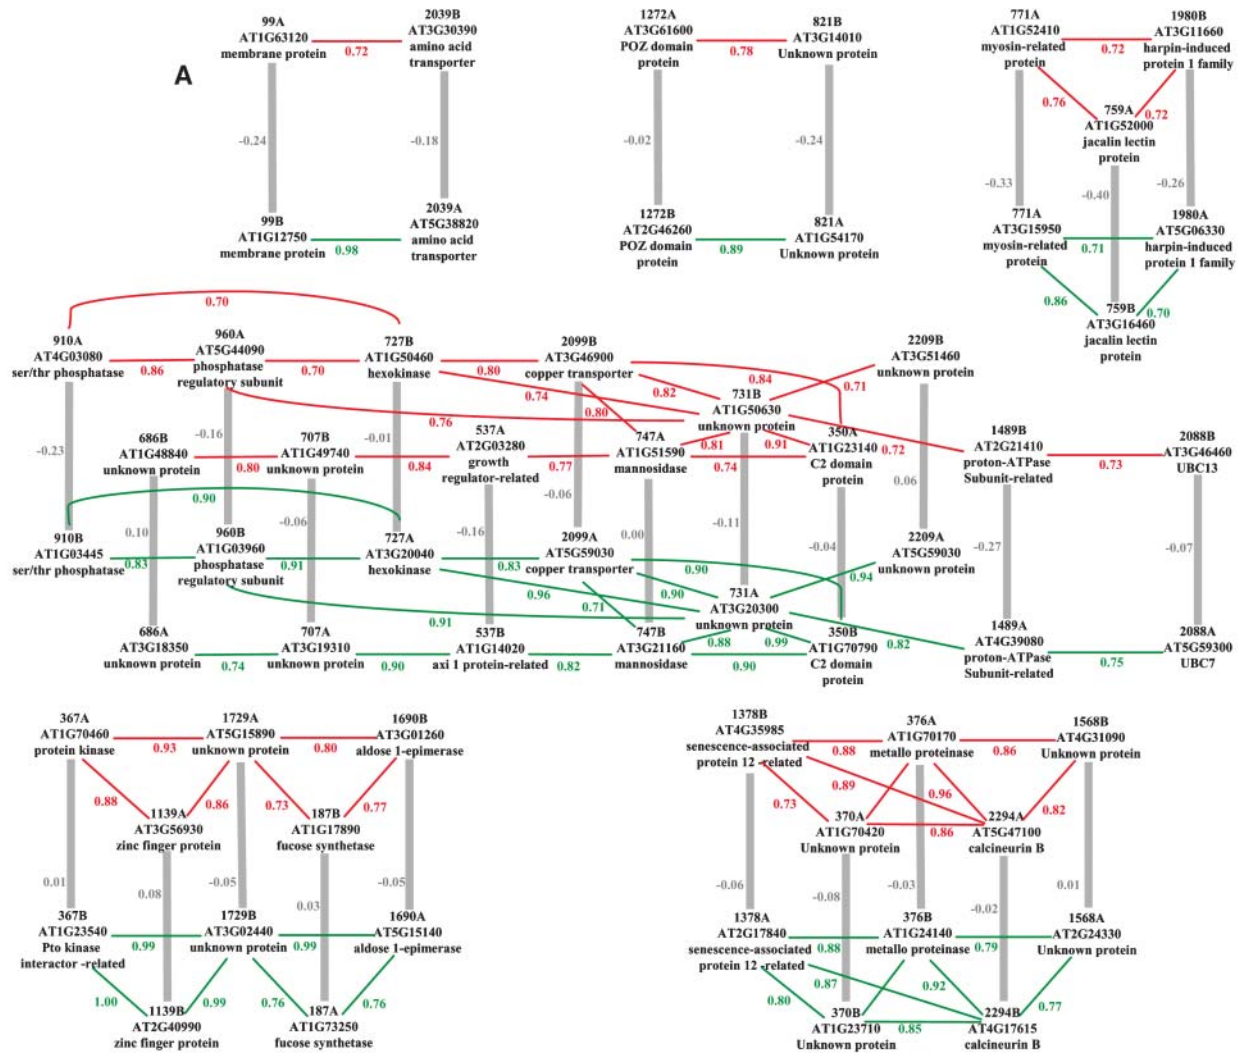 A
99A
AT1G63120
membrane protein
0.72
2039B
AT3G30390
amino acid
transporter
-0.24
-0.18
99B
AT1G12750
membrane protein
0.98
2039A
AT5G38820
amino acid
transporter
1272A
AT3G61600
POZ domain
protein
0.78
821B
AT3G14010
Unknown protein
-0.02
-0.24
1272B
AT2G46260
POZ domain
protein
0.89
821A
AT1G54170
Unknown protein
771A
AT1G52410
myosin-related
protein
0.72
1980B
AT3G11660
harpin-induced
protein 1 family
0.76
0.72
759A
AT1G52000
jacalin lectin
protein
-0.33
-0.40
-0.26
771A
AT3G15950
myosin-related
protein
0.71
1980A
AT5G06330
harpin-induced
protein 1 family
0.86
0.70
759B
AT3G16460
jacalin lectin
protein
0.70
910A
AT4G03080
ser/thr phosphatase
0.86
960A
AT5G44090
phosphatase
regulatory subunit
0.70
727B
AT1G50460
hexokinase
0.80
2099B
AT3G46900
copper transporter
0.84
2209B
AT3G51460
unknown protein
0.71
0.74
0.82
0.80
0.76
731B
AT1G50630
unknown protein
-0.23
-0.16
-0.01
686B
AT1G48840
unknown protein
0.80
707B
AT1G49740
unknown protein
0.84
537A
AT2G03280
growth
regulator-related
0.77
747A
AT1G51590
mannosidase
0.81
0.91
0.74
350A
AT1G23140
C2 domain
protein
0.72
1489B
AT2G21410
proton-ATPase
Subunit-related
0.73
2088B
AT3G46460
UBC13
0.90
0.10
-0.06
-0.16
-0.06
0.00
-0.11
-0.04
0.06
-0.27
-0.07
910B
AT1G03445
ser/thr phosphatase
0.83
960B
AT1G03960
phosphatase
regulatory subunit
0.91
727A
AT3G20040
hexokinase
0.83
2099A
AT5G59030
copper transporter
0.90
2209A
AT5G59030
unknown protein
0.94
0.96
0.90
0.71
0.91
731A
AT3G20300
unknown protein
686A
AT3G18350
unknown protein
0.74
707A
AT3G19310
unknown protein
0.90
537B
AT1G14020
axi 1 protein-related
0.82
747B
AT3G21160
mannosidase
0.88
0.99
0.90
350B
AT1G70790
C2 domain
protein
0.82
1489A
AT4G39080
proton-ATPase
Subunit-related
0.75
2088A
AT5G59300
UBC7
367A
AT1G70460
protein kinase
0.93
1729A
AT5G15890
unknown protein
0.80
1690B
AT3G01260
aldose 1-epimerase
0.88
0.86
0.73
0.77
1139A
AT3G56930
zinc finger protein
187B
AT1G17890
fucose synthetase
0.01
0.08
-0.05
0.03
-0.05
367B
AT1G23540
Pto kinase
interactor -related
0.99
1729B
AT3G02440
unknown protein
0.99
1690A
AT5G15140
aldose 1-epimerase
1.00
0.99
0.76
0.76
1139B
AT2G40990
zinc finger protein
187A
AT1G73250
fucose synthetase
1378B
AT4G35985
senescence-associated
protein 12 -related
0.88
376A
AT1G70170
metallo proteinase
0.86
1568B
AT4G31090
Unknown protein
0.73
0.89
0.96
0.82
370A
AT1G70420
Unknown protein
0.86
2294A
AT5G47100
calcineurin B
-0.06
-0.08
-0.03
-0.02
0.01
1378A
AT2G17840
senescence-associated
protein 12 -related
0.88
376B
AT1G24140
metallo proteinase
0.79
1568A
AT2G24330
Unknown protein
0.80
0.87
0.92
0.77
370B
AT1G23710
Unknown protein
0.85
2294B
AT4G17615
calcineurin B